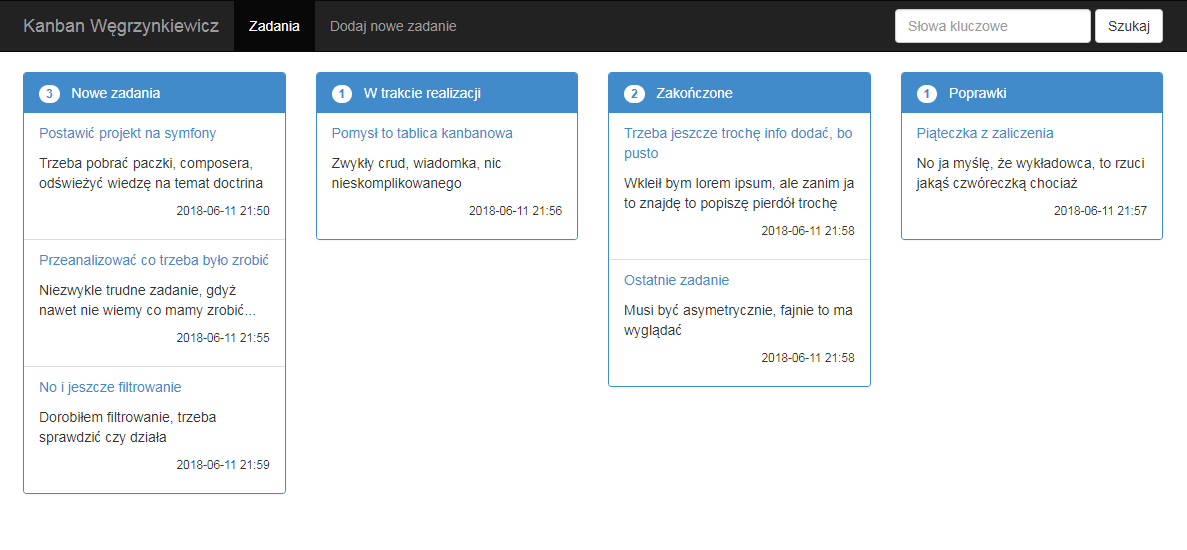 Kanban Węgrzynkiewicz Zadania Dodaj nowe zadanie Słowa kluczowe Szukaj
3 Nowe zadania
Postawić projekt na symfony
Trzeba pobrać paczki, composera,
odświeżyć wiedzę na temat doctrina
2018-06-11 21:50
Przeanalizować co trzeba było zrobić
Niezwykle trudne zadanie, gdyż
nawet nie wiemy co mamy zrobić...
2018-06-11 21:55
No i jeszcze filtrowanie
Dorobiłem filtrowanie, trzeba
sprawdzić czy działa
2018-06-11 21:59
1 W trakcie realizacji
Pomysł to tablica kanbanowa
Zwykły crud, wiadomka, nic
nieskomplikowanego
2018-06-11 21:56
2 Zakończone
Trzeba jeszcze trochę info dodać, bo
pusto
Wkleił bym lorem ipsum, ale zanim ja
to znajdę to popiszę pierdół trochę
2018-06-11 21:58
Ostatnie zadanie
Musi być asymetrycznie, fajnie to ma
wyglądać
2018-06-11 21:58
1 Poprawki
Piąteczka z zaliczenia
No ja myślę, że wykładowca, to rzuci
jakąś czwóreczką chociaż
2018-06-11 21:57